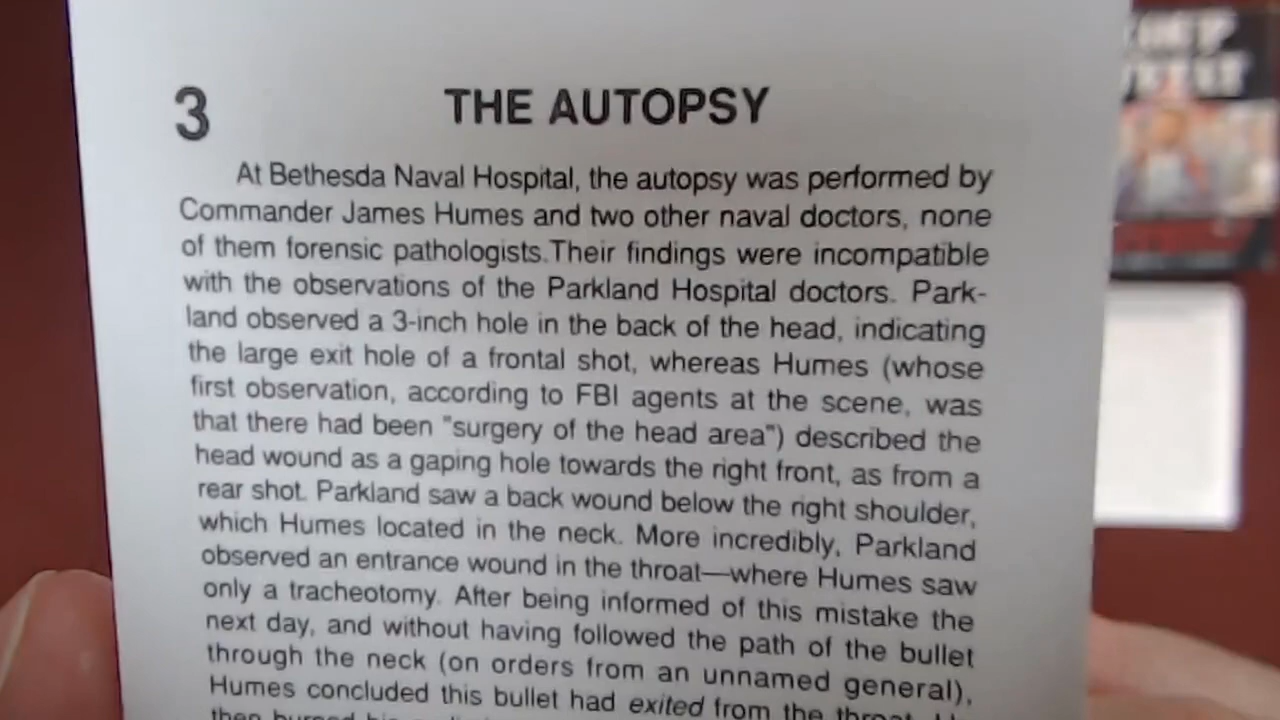 3
THE AUTOPSY
At Bethesda Naval Hospital, the autopsy was performed by
Commander James Humes and two other naval doctors, none
of them forensic pathologists.Their findings were incompatible
with the observations of the Parkland Hospital doctors. Park-
land observed a 3-inch hole in the back of the head, indicating
the large exit hole of a frontal shot, whereas Humes (whose
first observation, according to FBI agents at the scene, was
that there had been "surgery of the head area") described the
head wound as a gaping hole towards the right front, as from a
rear shot. Parkland saw a back wound below the right shoulder,
which Humes located in the neck. More incredibly, Parkland
observed an entrance wound in the throat—where Humes saw
only a tracheotomy. After being informed of this mistake the
next day, and without having followed the path of the bullet
through the neck (on orders from an unnamed general),
Humes concluded this bullet had exited from the throat.
then burned his